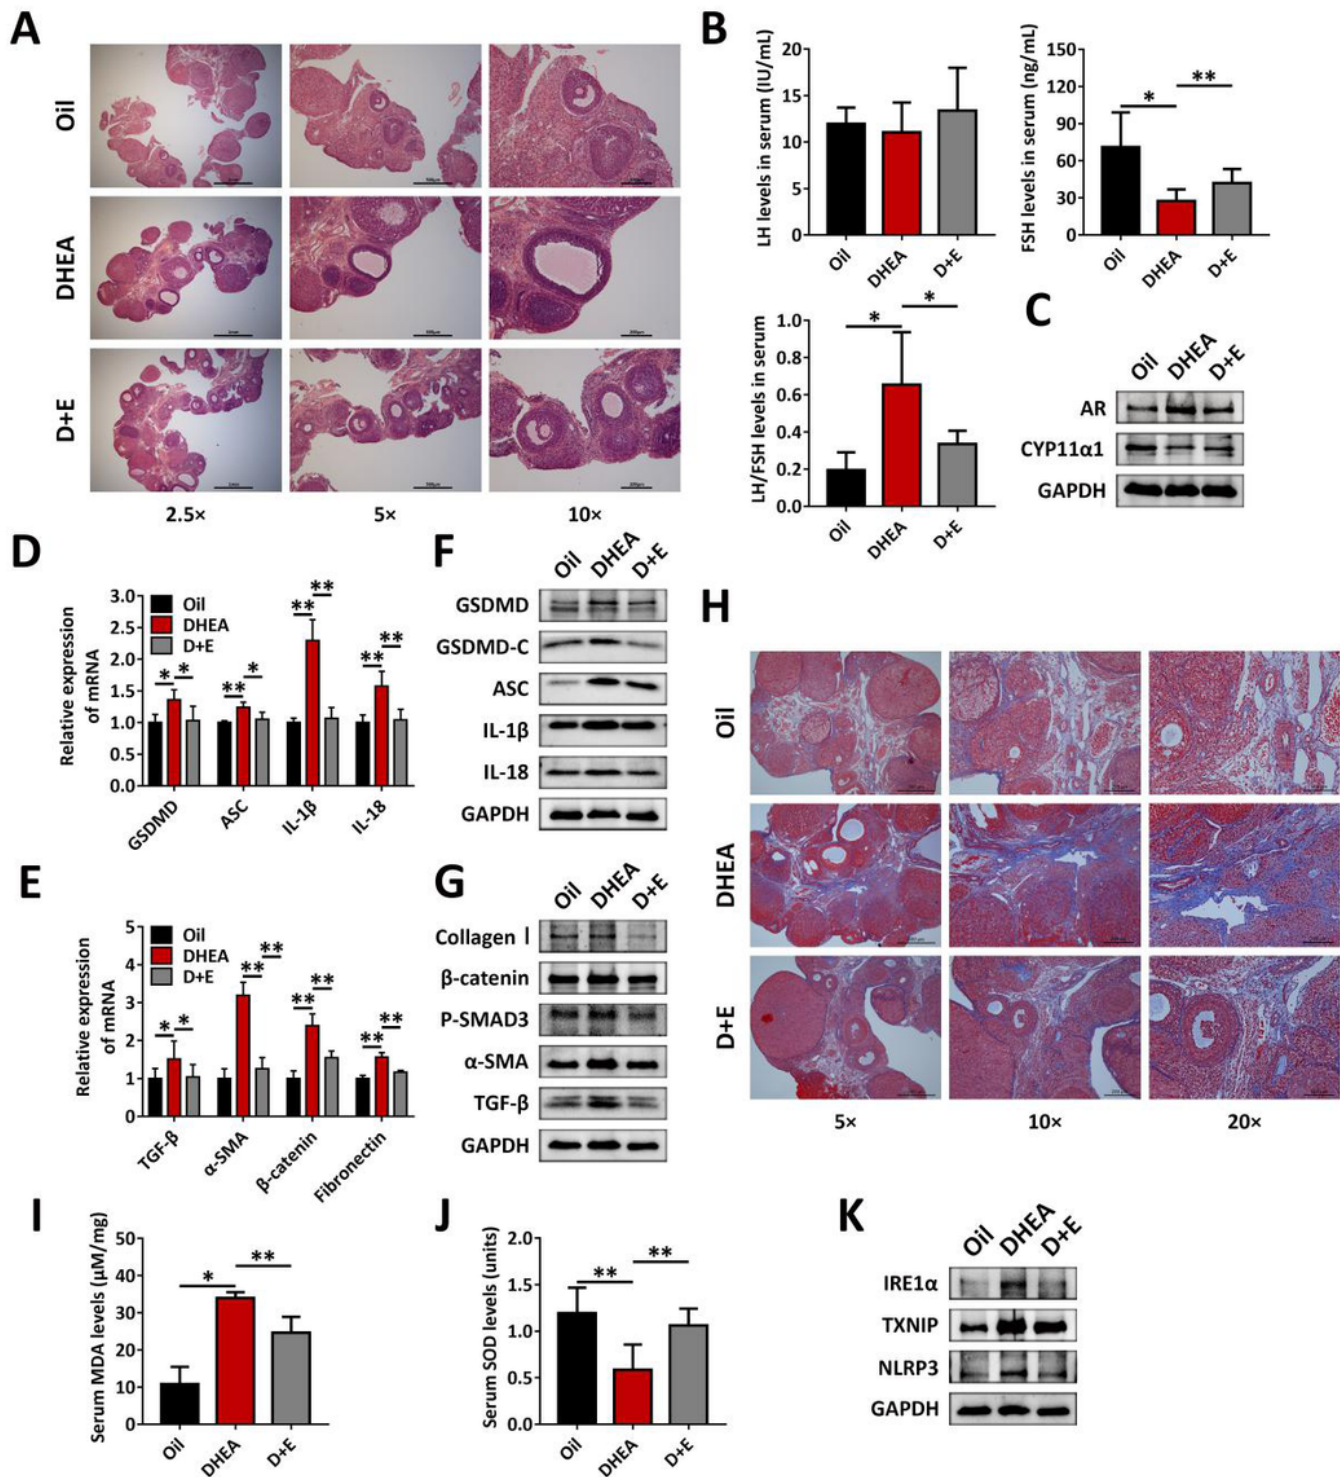 A
Oil
DHEA
D+E
2.5×
5×
10×
B
LH levels in serum (IU/mL)
20
15
10
5
0
Oil
DHEA
D+E
FSH levels in serum (ng/mL)
150
120
90
60
30
0
*
**
Oil
DHEA
D+E
LH/FSH levels in serum
1.0
0.8
0.6
0.4
0.2
0.0
*
*
Oil
DHEA
D+E
C
Oil DHEA D+E
AR
CYP11α1
GAPDH
D
Relative expression
of mRNA
3.0
2.5
2.0
1.5
1.0
0.5
0.0
Oil
DHEA
D+E
* *
** *
** **
** **
GSDMD
ASC
IL-1β
IL-18
E
Relative expression
of mRNA
5
4
3
2
1
0
Oil
DHEA
D+E
* *
** **
** **
** **
TGF-β
α-SMA
β-catenin
Fibronectin
F
Oil DHEA D+E
GSDMD
GSDMD-C
ASC
IL-1β
IL-18
GAPDH
G
Oil DHEA D+E
Collagen Ⅰ
β-catenin
P-SMAD3
α-SMA
TGF-β
GAPDH
H
Oil
DHEA
D+E
5×
10×
20×
I
Serum MDA levels (μM/mg)
50
40
30
20
10
0
*
**
Oil
DHEA
D+E
J
Serum SOD levels (units)
2.0
1.5
1.0
0.5
0.0
**
**
Oil
DHEA
D+E
K
Oil DHEA D+E
IRE1α
TXNIP
NLRP3
GAPDH